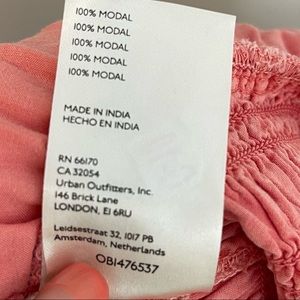 100% MODAL
100% MODAL
100% MODAL
100% MODAL
100% MODAL
MADE IN INDIA
HECHO EN INDIA
RN 66170
CA 32054
Urban Outfitters, Inc.
146 Brick Lane
LONDON, E1 6RU
Leidsestraat 32, 1017 PB
Amsterdam, Netherlands
OB1476537